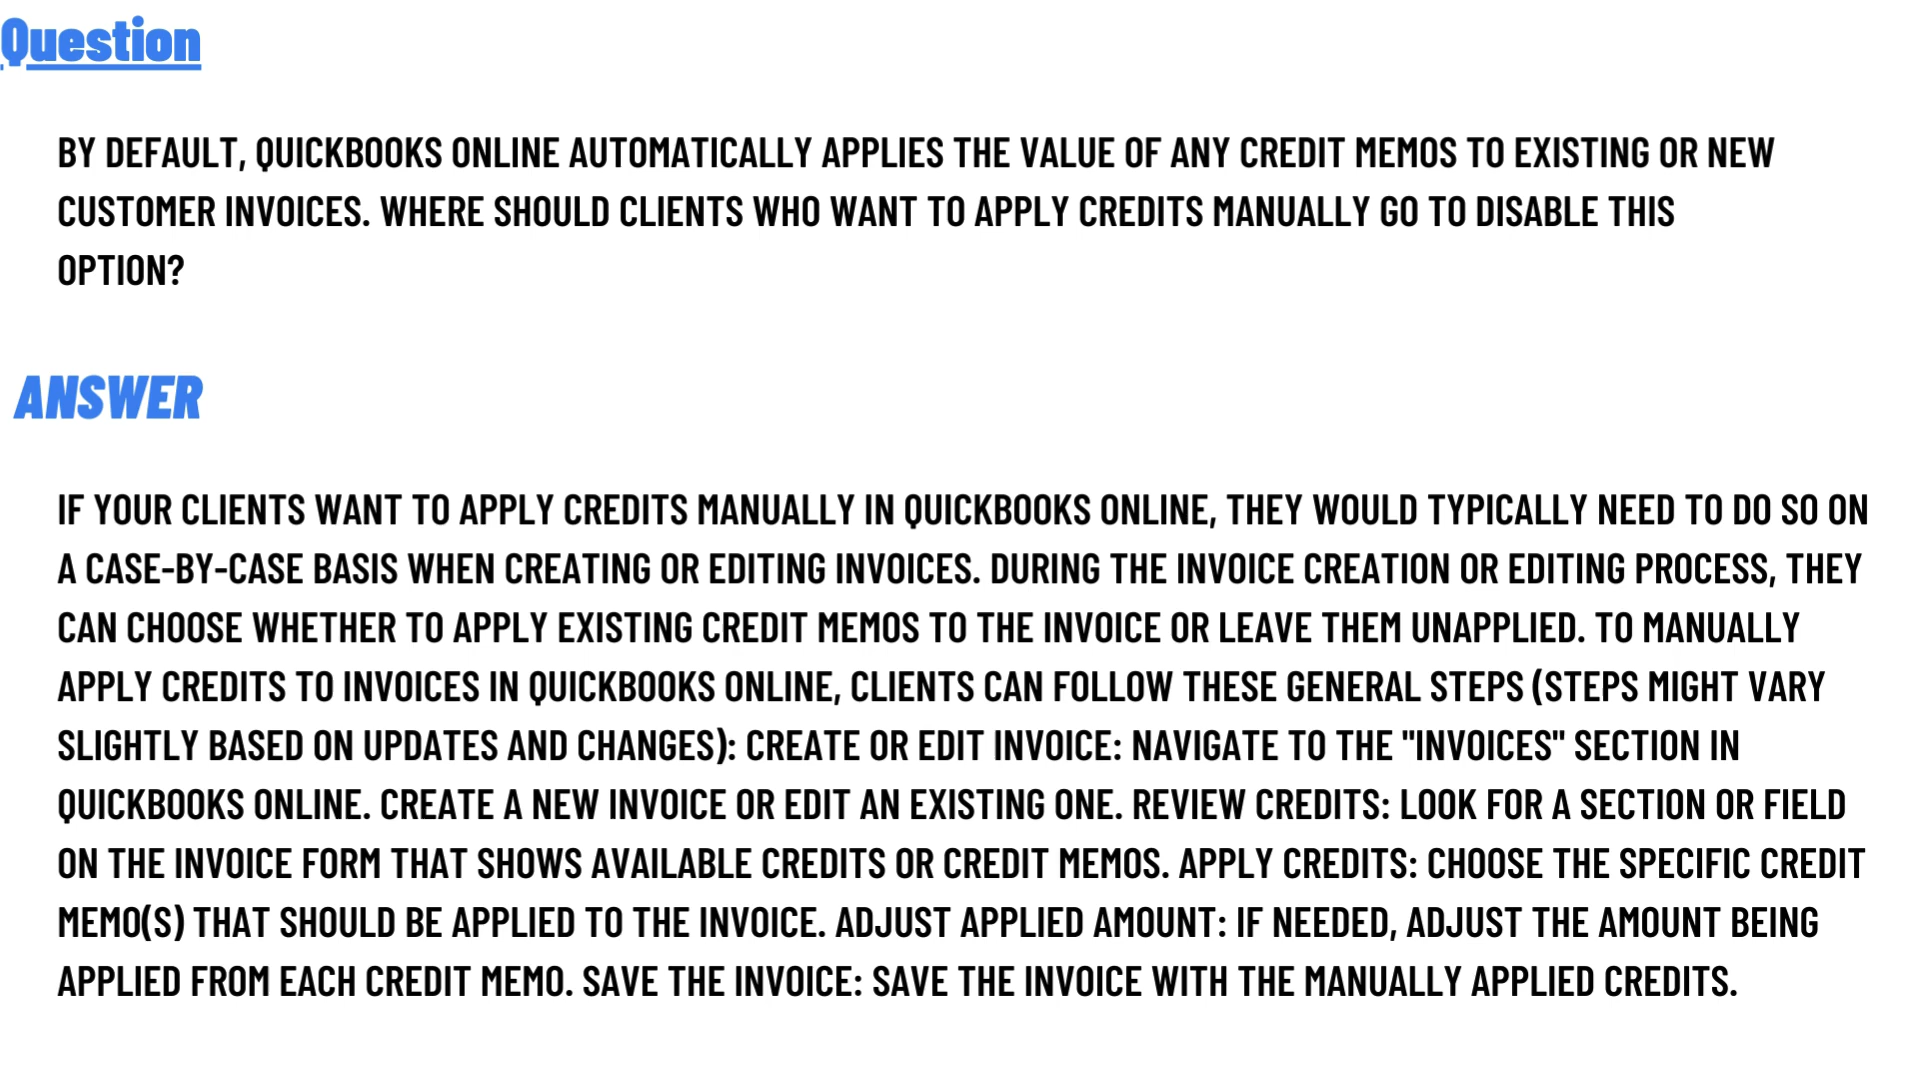 Question
BY DEFAULT, QUICKBOOKS ONLINE AUTOMATICALLY APPLIES THE VALUE OF ANY CREDIT MEMOS TO EXISTING OR NEW
CUSTOMER INVOICES. WHERE SHOULD CLIENTS WHO WANT TO APPLY CREDITS MANUALLY GO TO DISABLE THIS
OPTION?
ANSWER
IF YOUR CLIENTS WANT TO APPLY CREDITS MANUALLY IN QUICKBOOKS ONLINE, THEY WOULD TYPICALLY NEED TO DO SO ON
A CASE-BY-CASE BASIS WHEN CREATING OR EDITING INVOICES. DURING THE INVOICE CREATION OR EDITING PROCESS, THEY
CAN CHOOSE WHETHER TO APPLY EXISTING CREDIT MEMOS TO THE INVOICE OR LEAVE THEM UNAPPLIED. TO MANUALLY
APPLY CREDITS TO INVOICES IN QUICKBOOKS ONLINE, CLIENTS CAN FOLLOW THESE GENERAL STEPS (STEPS MIGHT VARY
SLIGHTLY BASED ON UPDATES AND CHANGES): CREATE OR EDIT INVOICE: NAVIGATE TO THE "INVOICES" SECTION IN
QUICKBOOKS ONLINE. CREATE A NEW INVOICE OR EDIT AN EXISTING ONE. REVIEW CREDITS: LOOK FOR A SECTION OR FIELD
ON THE INVOICE FORM THAT SHOWS AVAILABLE CREDITS OR CREDIT MEMOS. APPLY CREDITS: CHOOSE THE SPECIFIC CREDIT
MEMO(S) THAT SHOULD BE APPLIED TO THE INVOICE. ADJUST APPLIED AMOUNT: IF NEEDED, ADJUST THE AMOUNT BEING
APPLIED FROM EACH CREDIT MEMO. SAVE THE INVOICE: SAVE THE INVOICE WITH THE MANUALLY APPLIED CREDITS.